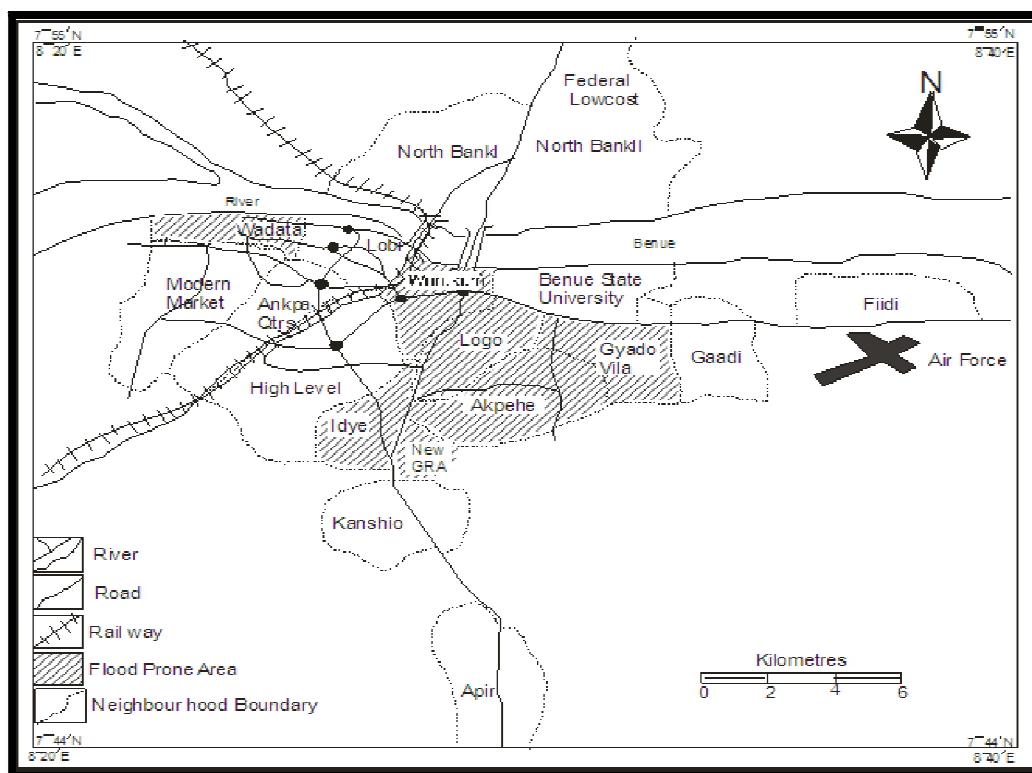 7°55'N
8°20'E
7°55'N
8°40'E
N
Federal
Lowcost
North BankI
North BankII
River
Wadata
Lobi
Benue
Modern
Market
Ankpa
Qtrs
Benue State
University
Fiidi
Logo
Gyado
Vila
Gaadi
Air Force
High Level
Akpehe
Idye
New
GRA
Kanshio
Apir
River
Road
Rail way
Flood Prone Area
Neighbour hood Boundary
Kilometres
0 2 4 6
7°44'N
8°20'E
7°44'N
8°40'E